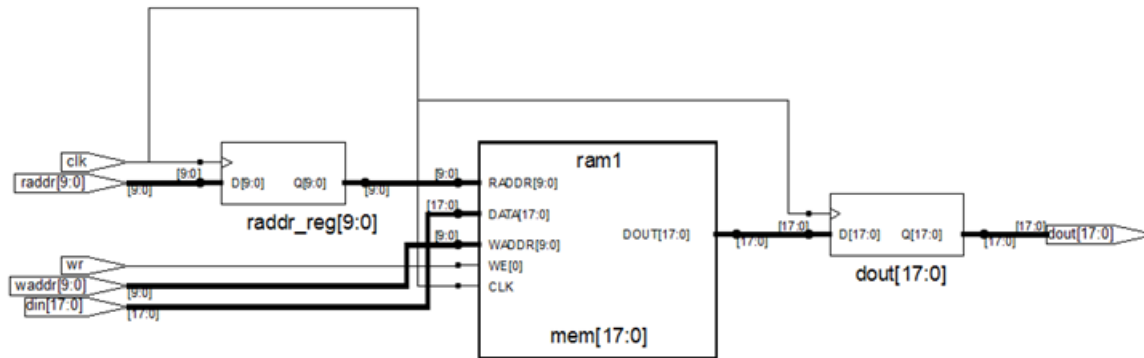 clk
raddr[9:0]
[9:0]
[9:0]
D[9:0]
Q[9:0]
raddr_reg[9:0]
[9:0]
[9:0]
ram1
RADDR[9:0]
[17:0]
DATA[17:0]
[9:0]
WADDR[9:0]
WE[0]
CLK
DOUT[17:0]
mem[17:0]
wr
waddr[9:0]
[9:0]
din[17:0]
[17:0]
[17:0]
[17:0]
D[17:0]
Q[17:0]
dout[17:0]
[17:0]
[17:0]
dout[17:0]